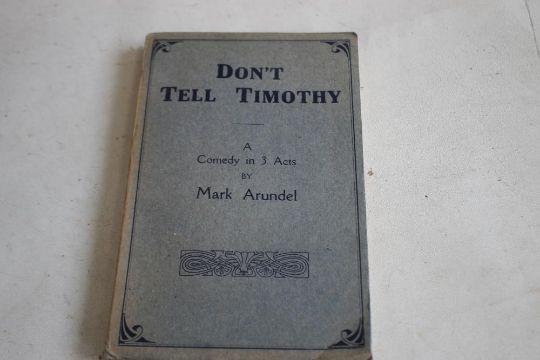 DON'T
TELL TIMOTHY
A
Comedy in 3 Acts
BY
Mark Arundel